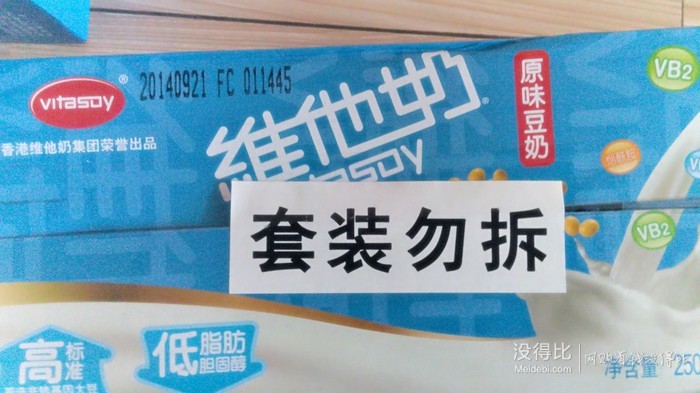 vitasoy®
20140921 FC 011445
维他奶®
原味豆奶
VB2
香港维他奶集团荣誉出品
套装勿拆
VB2
高标准
低脂肪
胆固醇
净含量
250
没得比
Meidebi.com